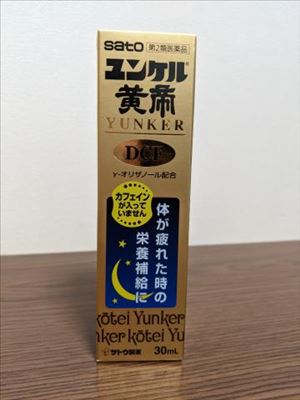 sato
第2類医薬品
ユンケル
黄帝
YUNKER
DCF
γ-オリザノール配合
カフェイン
が入って
いません
体が疲れた時の
栄養補給に
kōtei Yunker
nker kōtei Yu
サトウ製薬
30mL